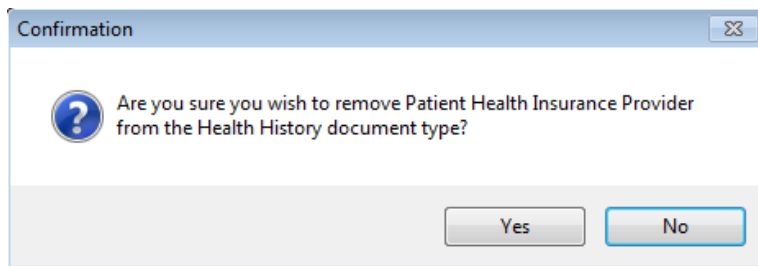 Confirmation
Are you sure you wish to remove Patient Health Insurance Provider
from the Health History document type?
Yes
No